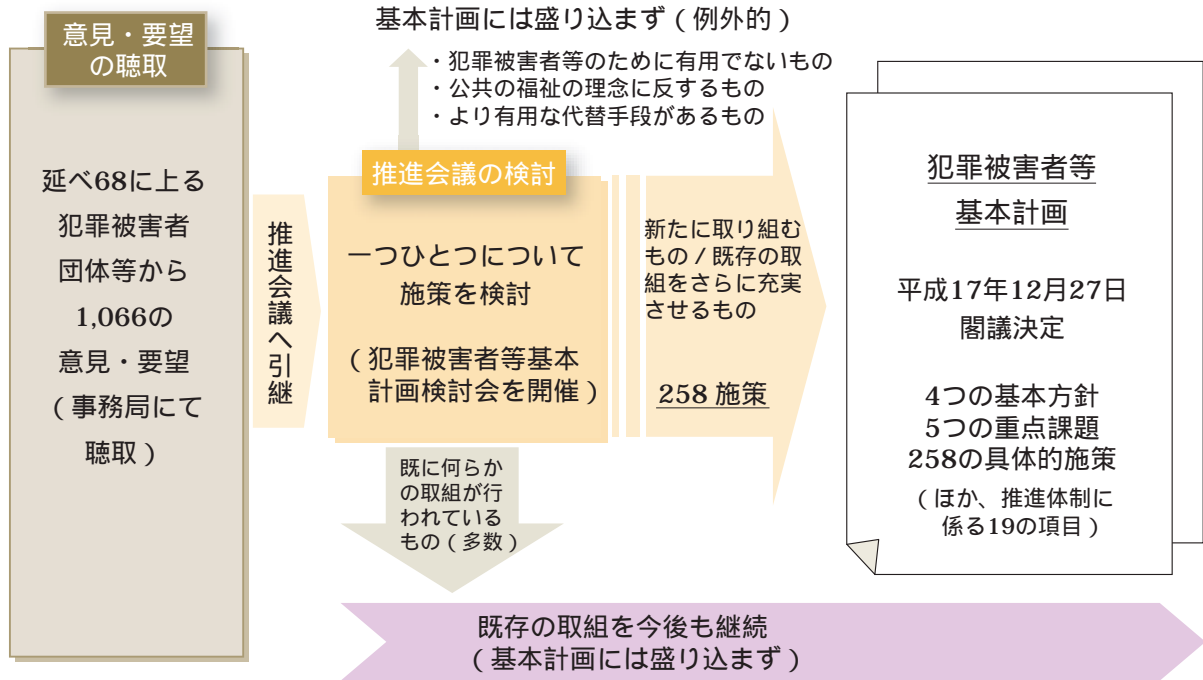 意見・要望
の聴取
延べ68に上る
犯罪被害者
団体等から
1,066の
意見・要望
（事務局にて
聴取）
推進会議へ引継
基本計画には盛り込まず（例外的）
・犯罪被害者等のために有用でないもの
・公共の福祉の理念に反するもの
・より有用な代替手段があるもの
推進会議の検討
一つひとつについて
施策を検討
（犯罪被害者等基本
計画検討会を開催）
新たに取り組む
もの／既存の取
組をさらに充実
させるもの
258 施策
既に何らか
の取組が行
われている
もの（多数）
犯罪被害者等
基本計画
平成17年12月27日
閣議決定
4つの基本方針
5つの重点課題
258の具体的施策
（ほか、推進体制に
係る19の項目）
既存の取組を今後も継続
（基本計画には盛り込まず）